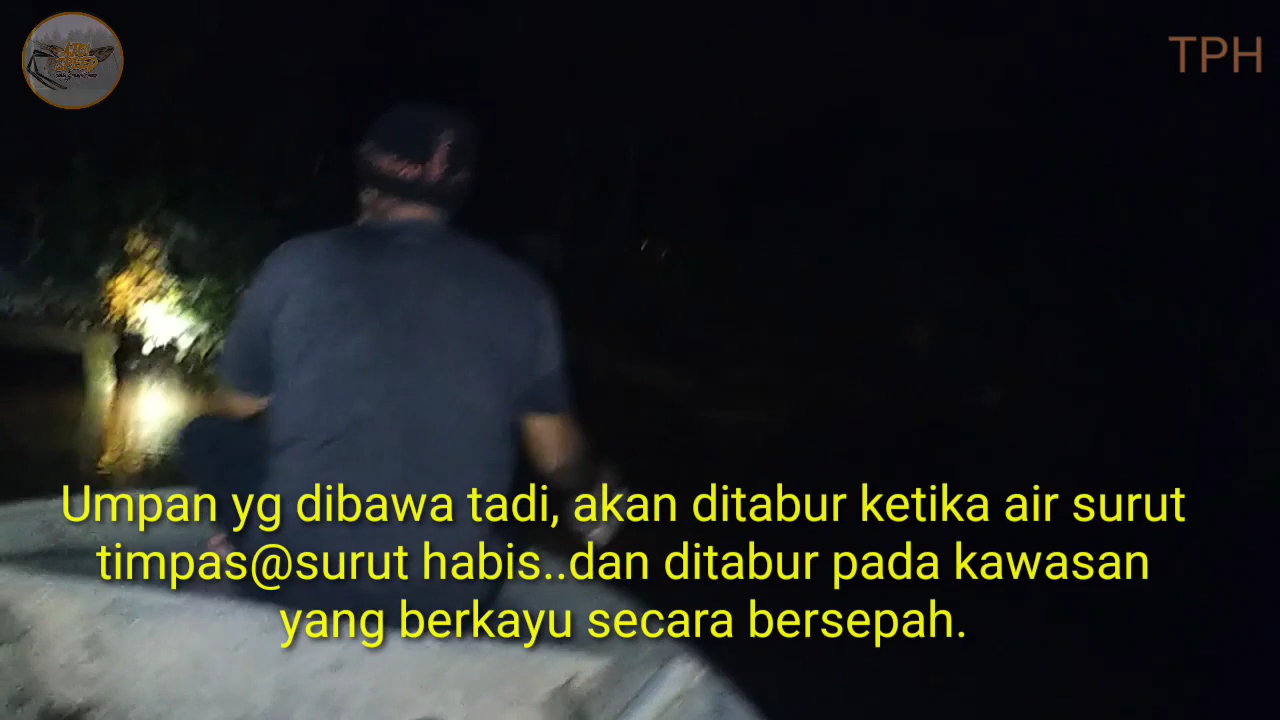 TPH
Umpan yg dibawa tadi, akan ditabur ketika air surut
timpas@surut habis..dan ditabur pada kawasan
yang berkayu secara bersepah.